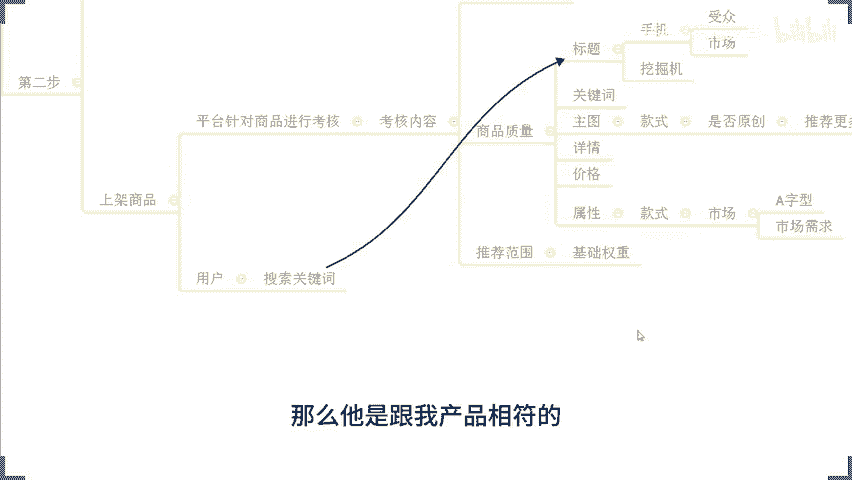 受众
手机
bilibili
标题
市场
挖掘机
第二步
关键词
平台针对商品进行考核
考核内容
主图
款式
是否原创
推荐更
商品质量
详情
价格
上架商品
A字型
属性
款式
市场
市场需求
推荐范围
基础权重
用户
搜索关键词
那么他是跟我产品相符的